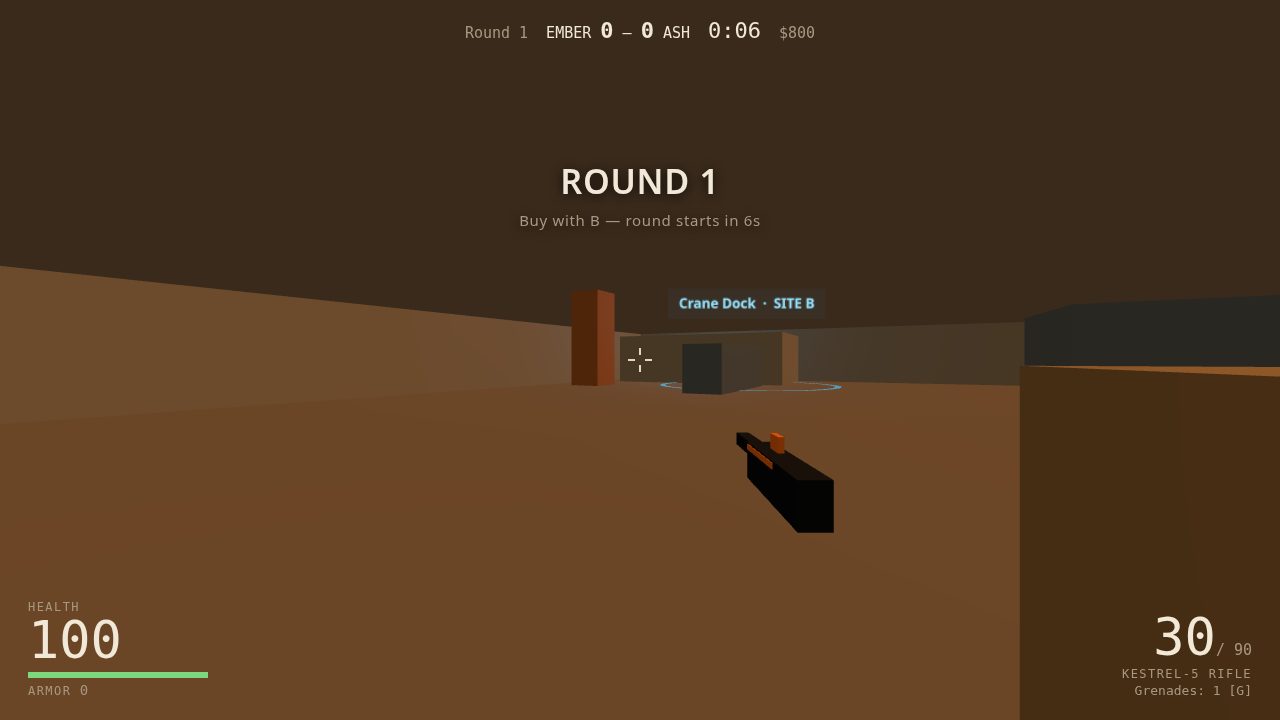 Round 1 EMBER 0 — 0 ASH 0:06 $800
ROUND 1
Buy with B — round starts in 6s
Crane Dock · SITE B
HEALTH
100
ARMOR 0
30 / 90
KESTREL-5 RIFLE
Grenades: 1 [G]